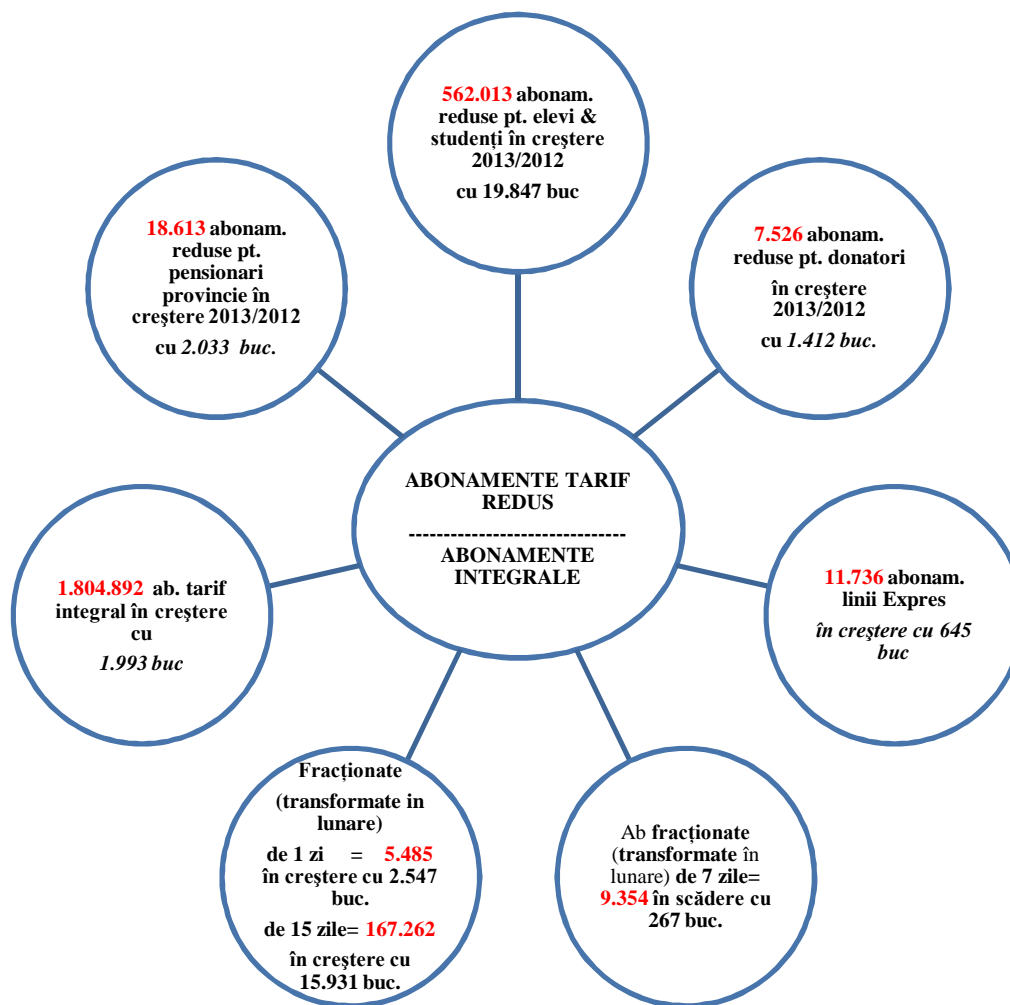 562.013 abonam.
reduse pt. elevi &
studenți în creștere
2013/2012
cu 19.847 buc
18.613 abonam.
reduse pt.
pensionari
provincie în
creştere 2013/2012
cu 2.033 buc.
7.526 abonam.
reduse pt. donatori
în creştere
2013/2012
cu 1.412 buc.
ABONAMENTE TARIF
REDUS
-------------------------------
ABONAMENTE
INTEGRALE
1.804.892 ab. tarif
integral în creştere
cu
1.993 buc
11.736 abonam.
linii Expres
în creştere cu 645
buc
Fracționate
(transformate in
lunare)
de 1 zi = 5.485
în creştere cu 2.547
buc.
de 15 zile= 167.262
în creştere cu
15.931 buc.
Ab fracționate
(transformate în
lunare) de 7 zile=
9.354 în scădere cu
267 buc.